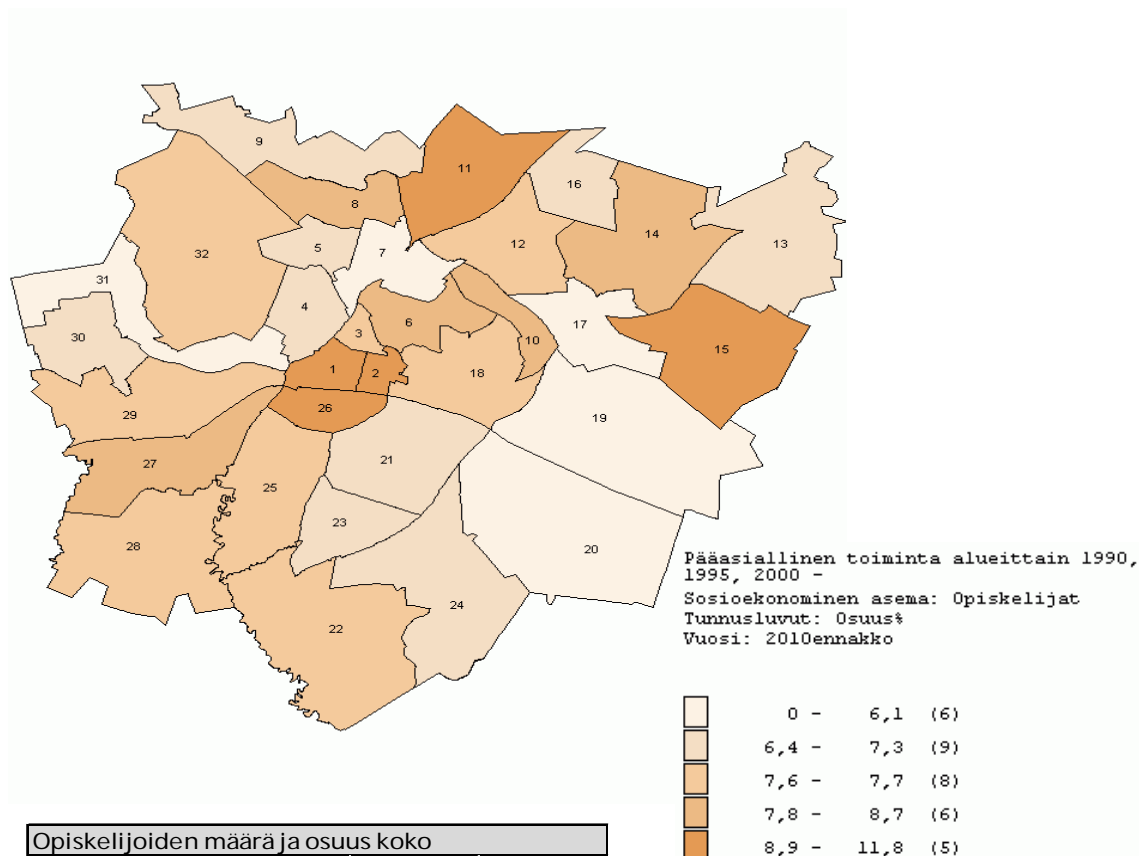 9
11
16
8
14
12
13
5
7
32
31
4
6
17
3
30
10
15
1
2
18
26
29
19
21
27
25
23
28
20
24
22
Pääasiallinen toiminta alueittain 1990,
1995, 2000 -
Sosioekonominen asema: Opiskelijat
Tunnusluvut: Osuus%
Vuosi: 2010ennakko
0 - 6,1 (6)
6,4 - 7,3 (9)
7,6 - 7,7 (8)
7,8 - 8,7 (6)
8,9 - 11,8 (5)
Opiskelijoiden määrä ja osuus koko